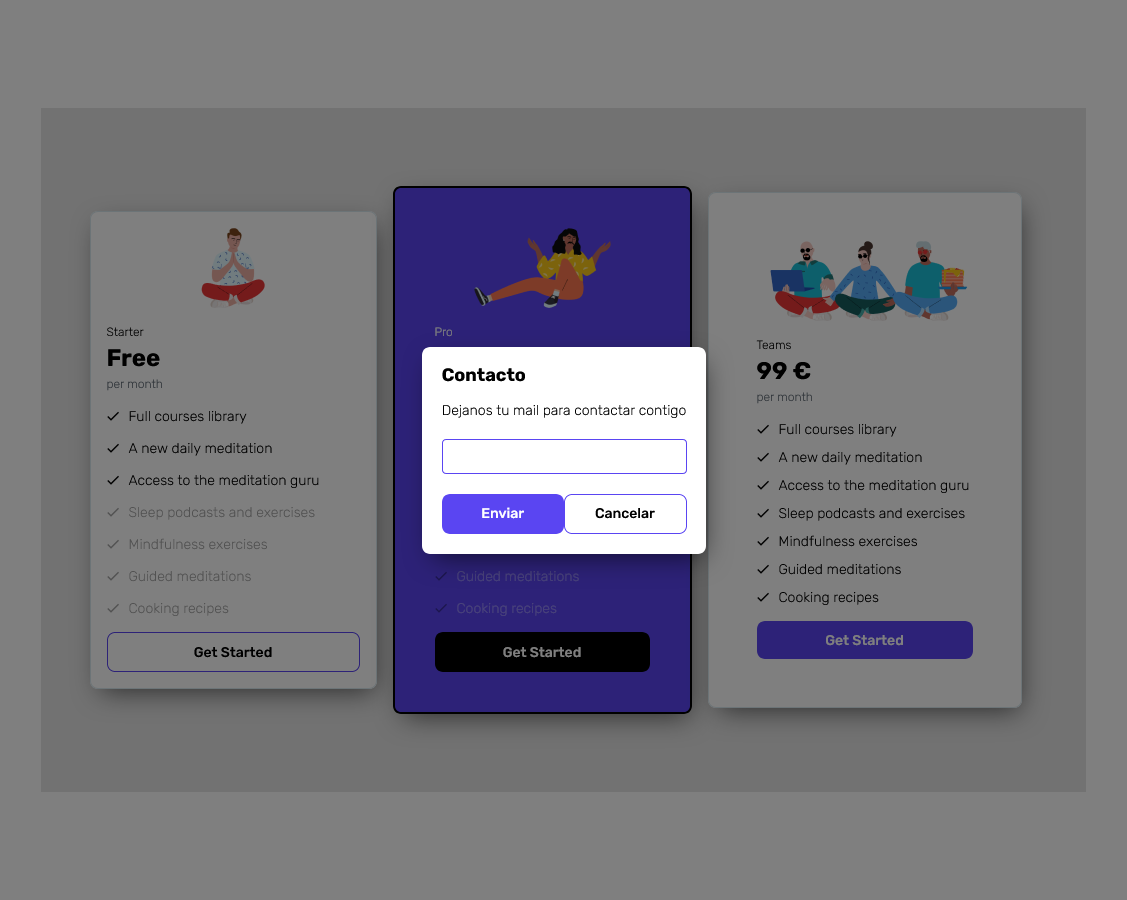 Starter
Free
per month
Full courses library
A new daily meditation
Access to the meditation guru
Sleep podcasts and exercises
Mindfulness exercises
Guided meditations
Cooking recipes
Get Started
Pro
Contacto
Dejanos tu mail para contactar contigo
Enviar
Cancelar
Guided meditations
Cooking recipes
Get Started
Teams
99 €
per month
Full courses library
A new daily meditation
Access to the meditation guru
Sleep podcasts and exercises
Mindfulness exercises
Guided meditations
Cooking recipes
Get Started